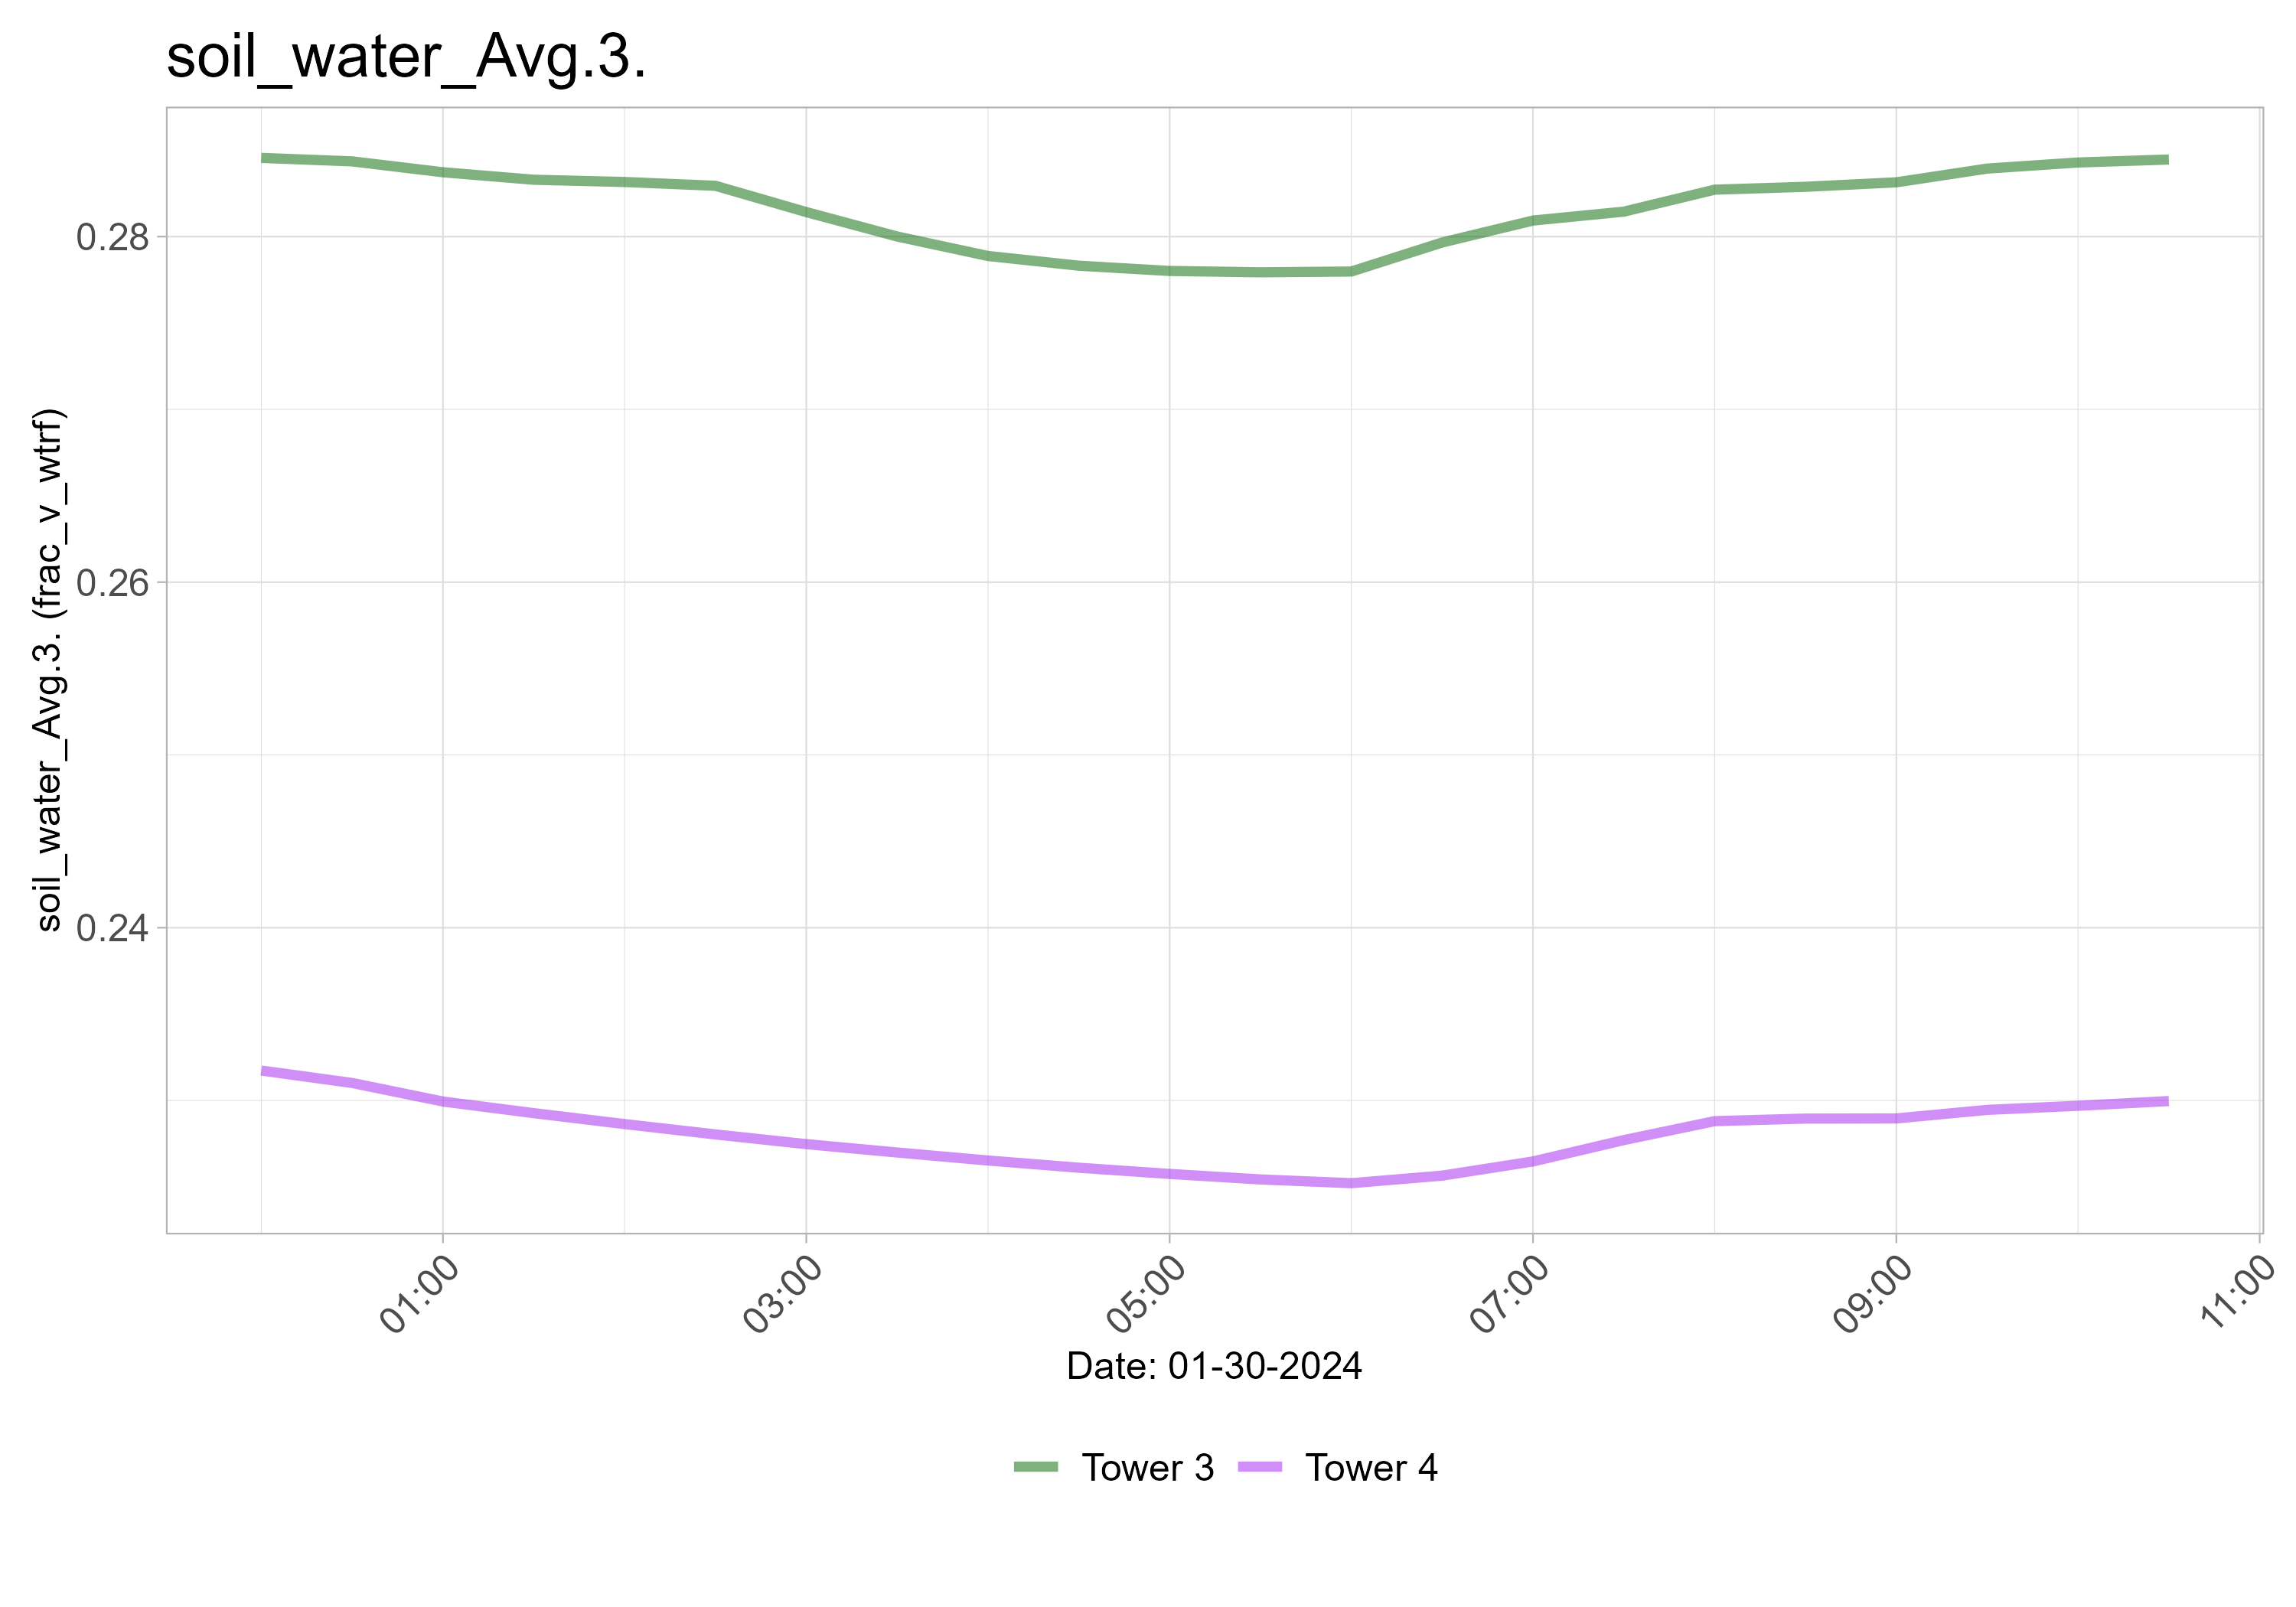 soil_water_Avg.3.
soil_water_Avg.3. (frac_v_wtrf)
0.28
0.26
0.24
01:00
03:00
05:00
07:00
09:00
11:00
Date: 01-30-2024
Tower 3
Tower 4